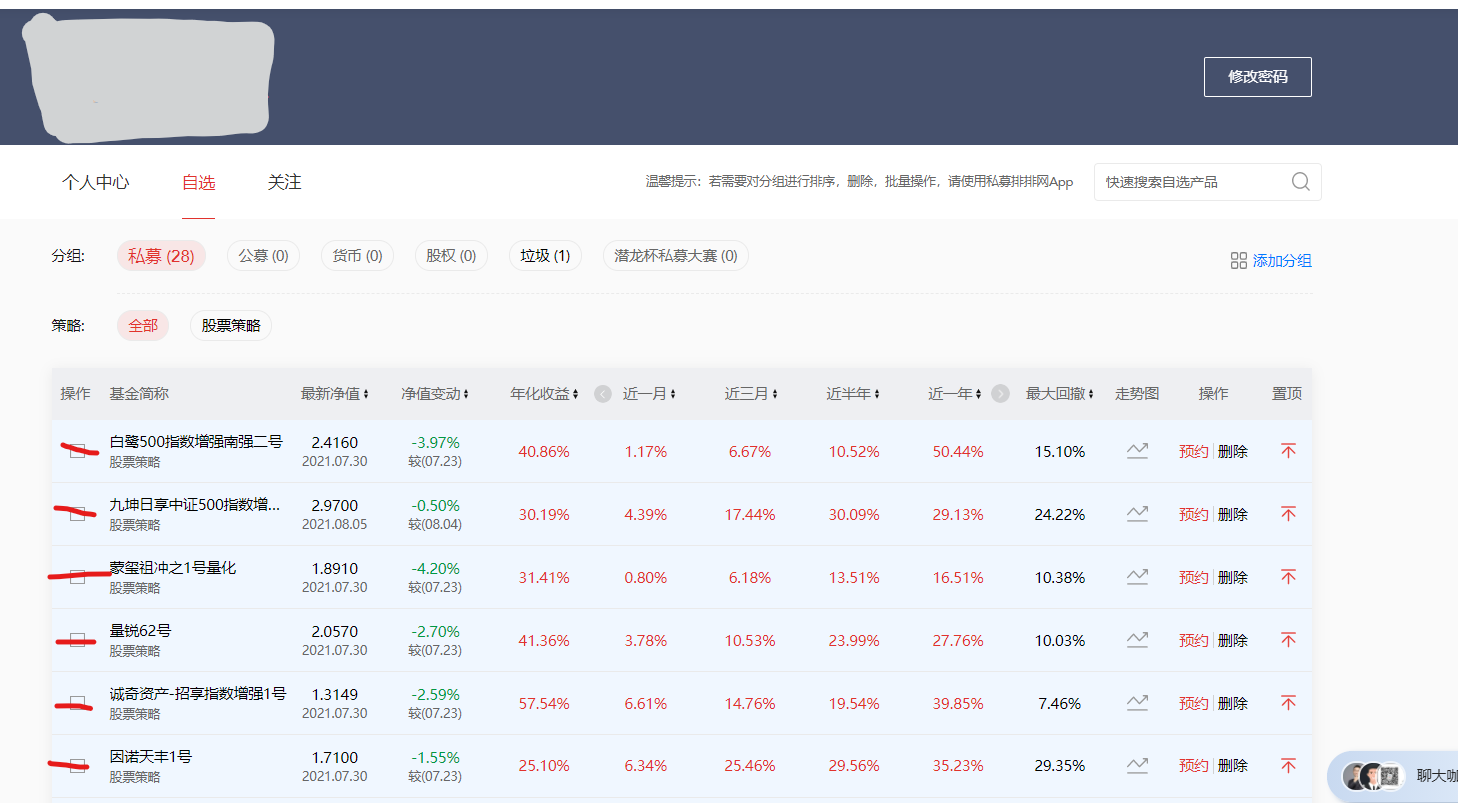 修改密码
个人中心 自选 关注 温馨提示：若需要对分组进行排序，删除，批量操作，请使用私募排排网App 快速搜索自选产品
分组: 私募 (28) 公募 (0) 货币 (0) 股权 (0) 垃圾 (1) 潜龙杯私募大赛 (0) 添加分组
策略: 全部 股票策略
操作 基金简称 最新净值 净值变动 年化收益 近一月 近三月 近半年 近一年 最大回撤 走势图 操作 置顶
白鹭500指数增强南强二号 2.4160 -3.97% 40.86% 1.17% 6.67% 10.52% 50.44% 15.10% 预约 删除
股票策略 2021.07.30 较(07.23)
九坤日享中证500指数增... 2.9700 -0.50% 30.19% 4.39% 17.44% 30.09% 29.13% 24.22% 预约 删除
股票策略 2021.08.05 较(08.04)
蒙玺祖冲之1号量化 1.8910 -4.20% 31.41% 0.80% 6.18% 13.51% 16.51% 10.38% 预约 删除
股票策略 2021.07.30 较(07.23)
量锐62号 2.0570 -2.70% 41.36% 3.78% 10.53% 23.99% 27.76% 10.03% 预约 删除
股票策略 2021.07.30 较(07.23)
诚奇资产-招享指数增强1号 1.3149 -2.59% 57.54% 6.61% 14.76% 19.54% 39.85% 7.46% 预约 删除
股票策略 2021.07.30 较(07.23)
因诺天丰1号 1.7100 -1.55% 25.10% 6.34% 25.46% 29.56% 35.23% 29.35% 预约 删除
股票策略 2021.07.30 较(07.23)
聊大咖